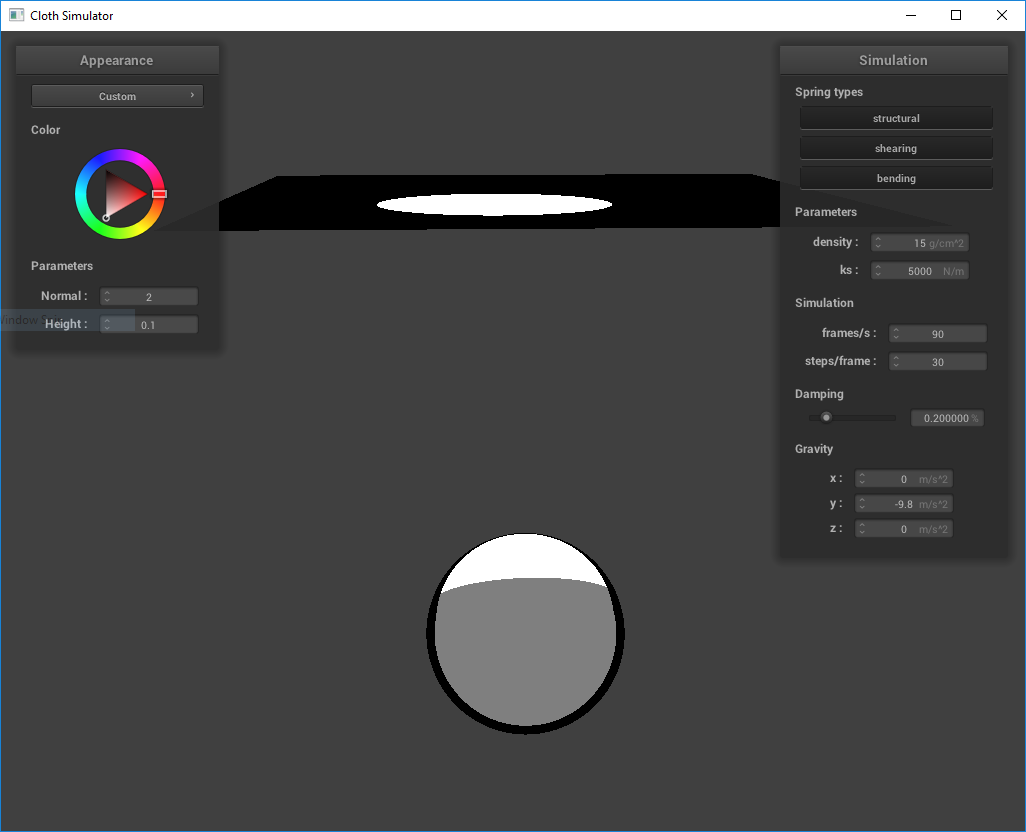 Cloth Simulator
Appearance
Custom
Color
Parameters
Normal : 2
Height : 0.1
Simulation
Spring types
structural
shearing
bending
Parameters
density : 15 g/cm^2
ks : 5000 N/m
Simulation
frames/s : 90
steps/frame : 30
Damping
0.200000 %
Gravity
x : 0 m/s^2
y : -9.8 m/s^2
z : 0 m/s^2